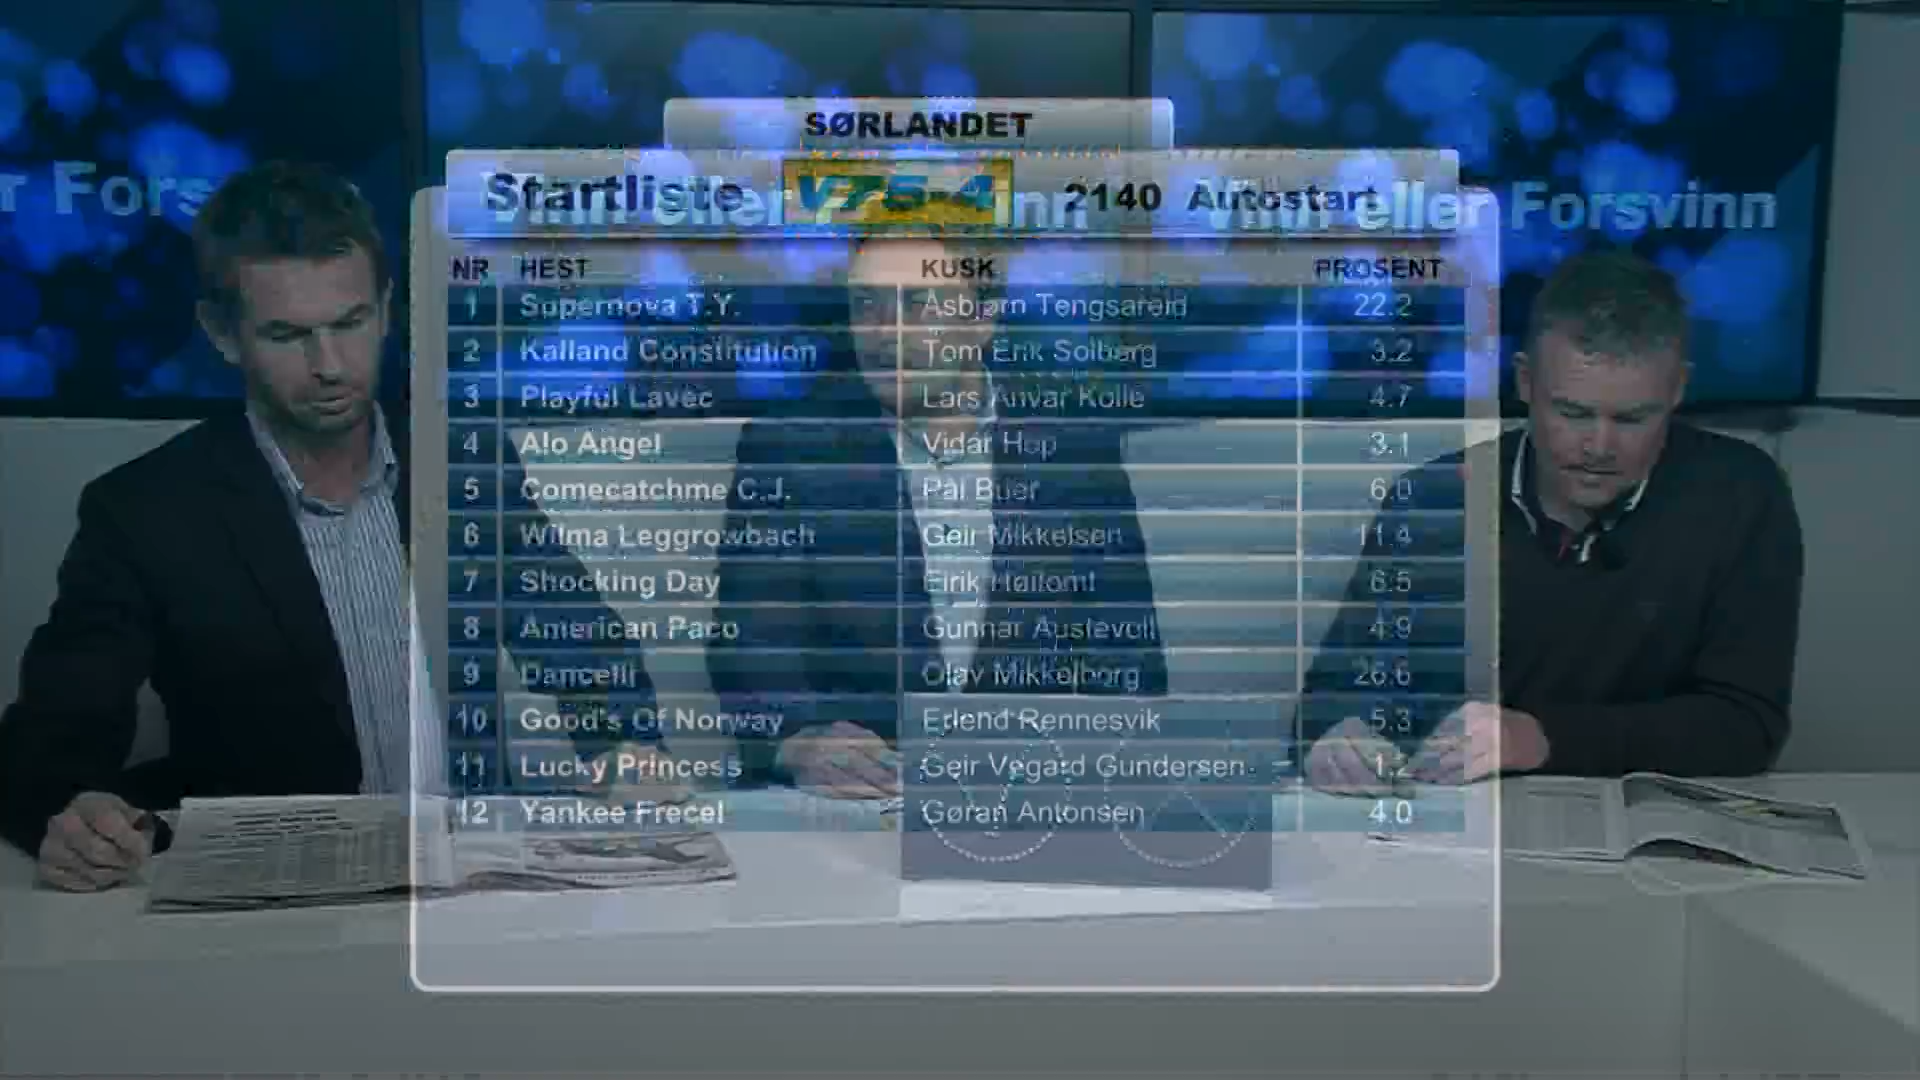 SØRLANDET
Startliste V75-4 2140 Autostart
Vinn eller Forsvinn
NR HEST KUSK PROSENT
1 Supernova T.Y. Asbjørn Tengsareid 22.2
2 Kalland Constitution Tom Erik Solberg 3.2
3 Playful Lavec Lars Anvar Kolle 4.7
4 Alo Angel Vidar Hop 3.1
5 Comecatchme C.J. Pål Buer 6.0
6 Wilma Leggrowbach Geir Mikkelsen 11.4
7 Shocking Day Eirik Høitomt 6.5
8 American Paco Gunnar Austevoll 4.9
9 Dancelli Olav Mikkelborg 26.6
10 Good's Of Norway Erlend Rennesvik 5.3
11 Lucky Princess Geir Vegard Gundersen 1.2
12 Yankee Frecel Gøran Antonsen 4.0